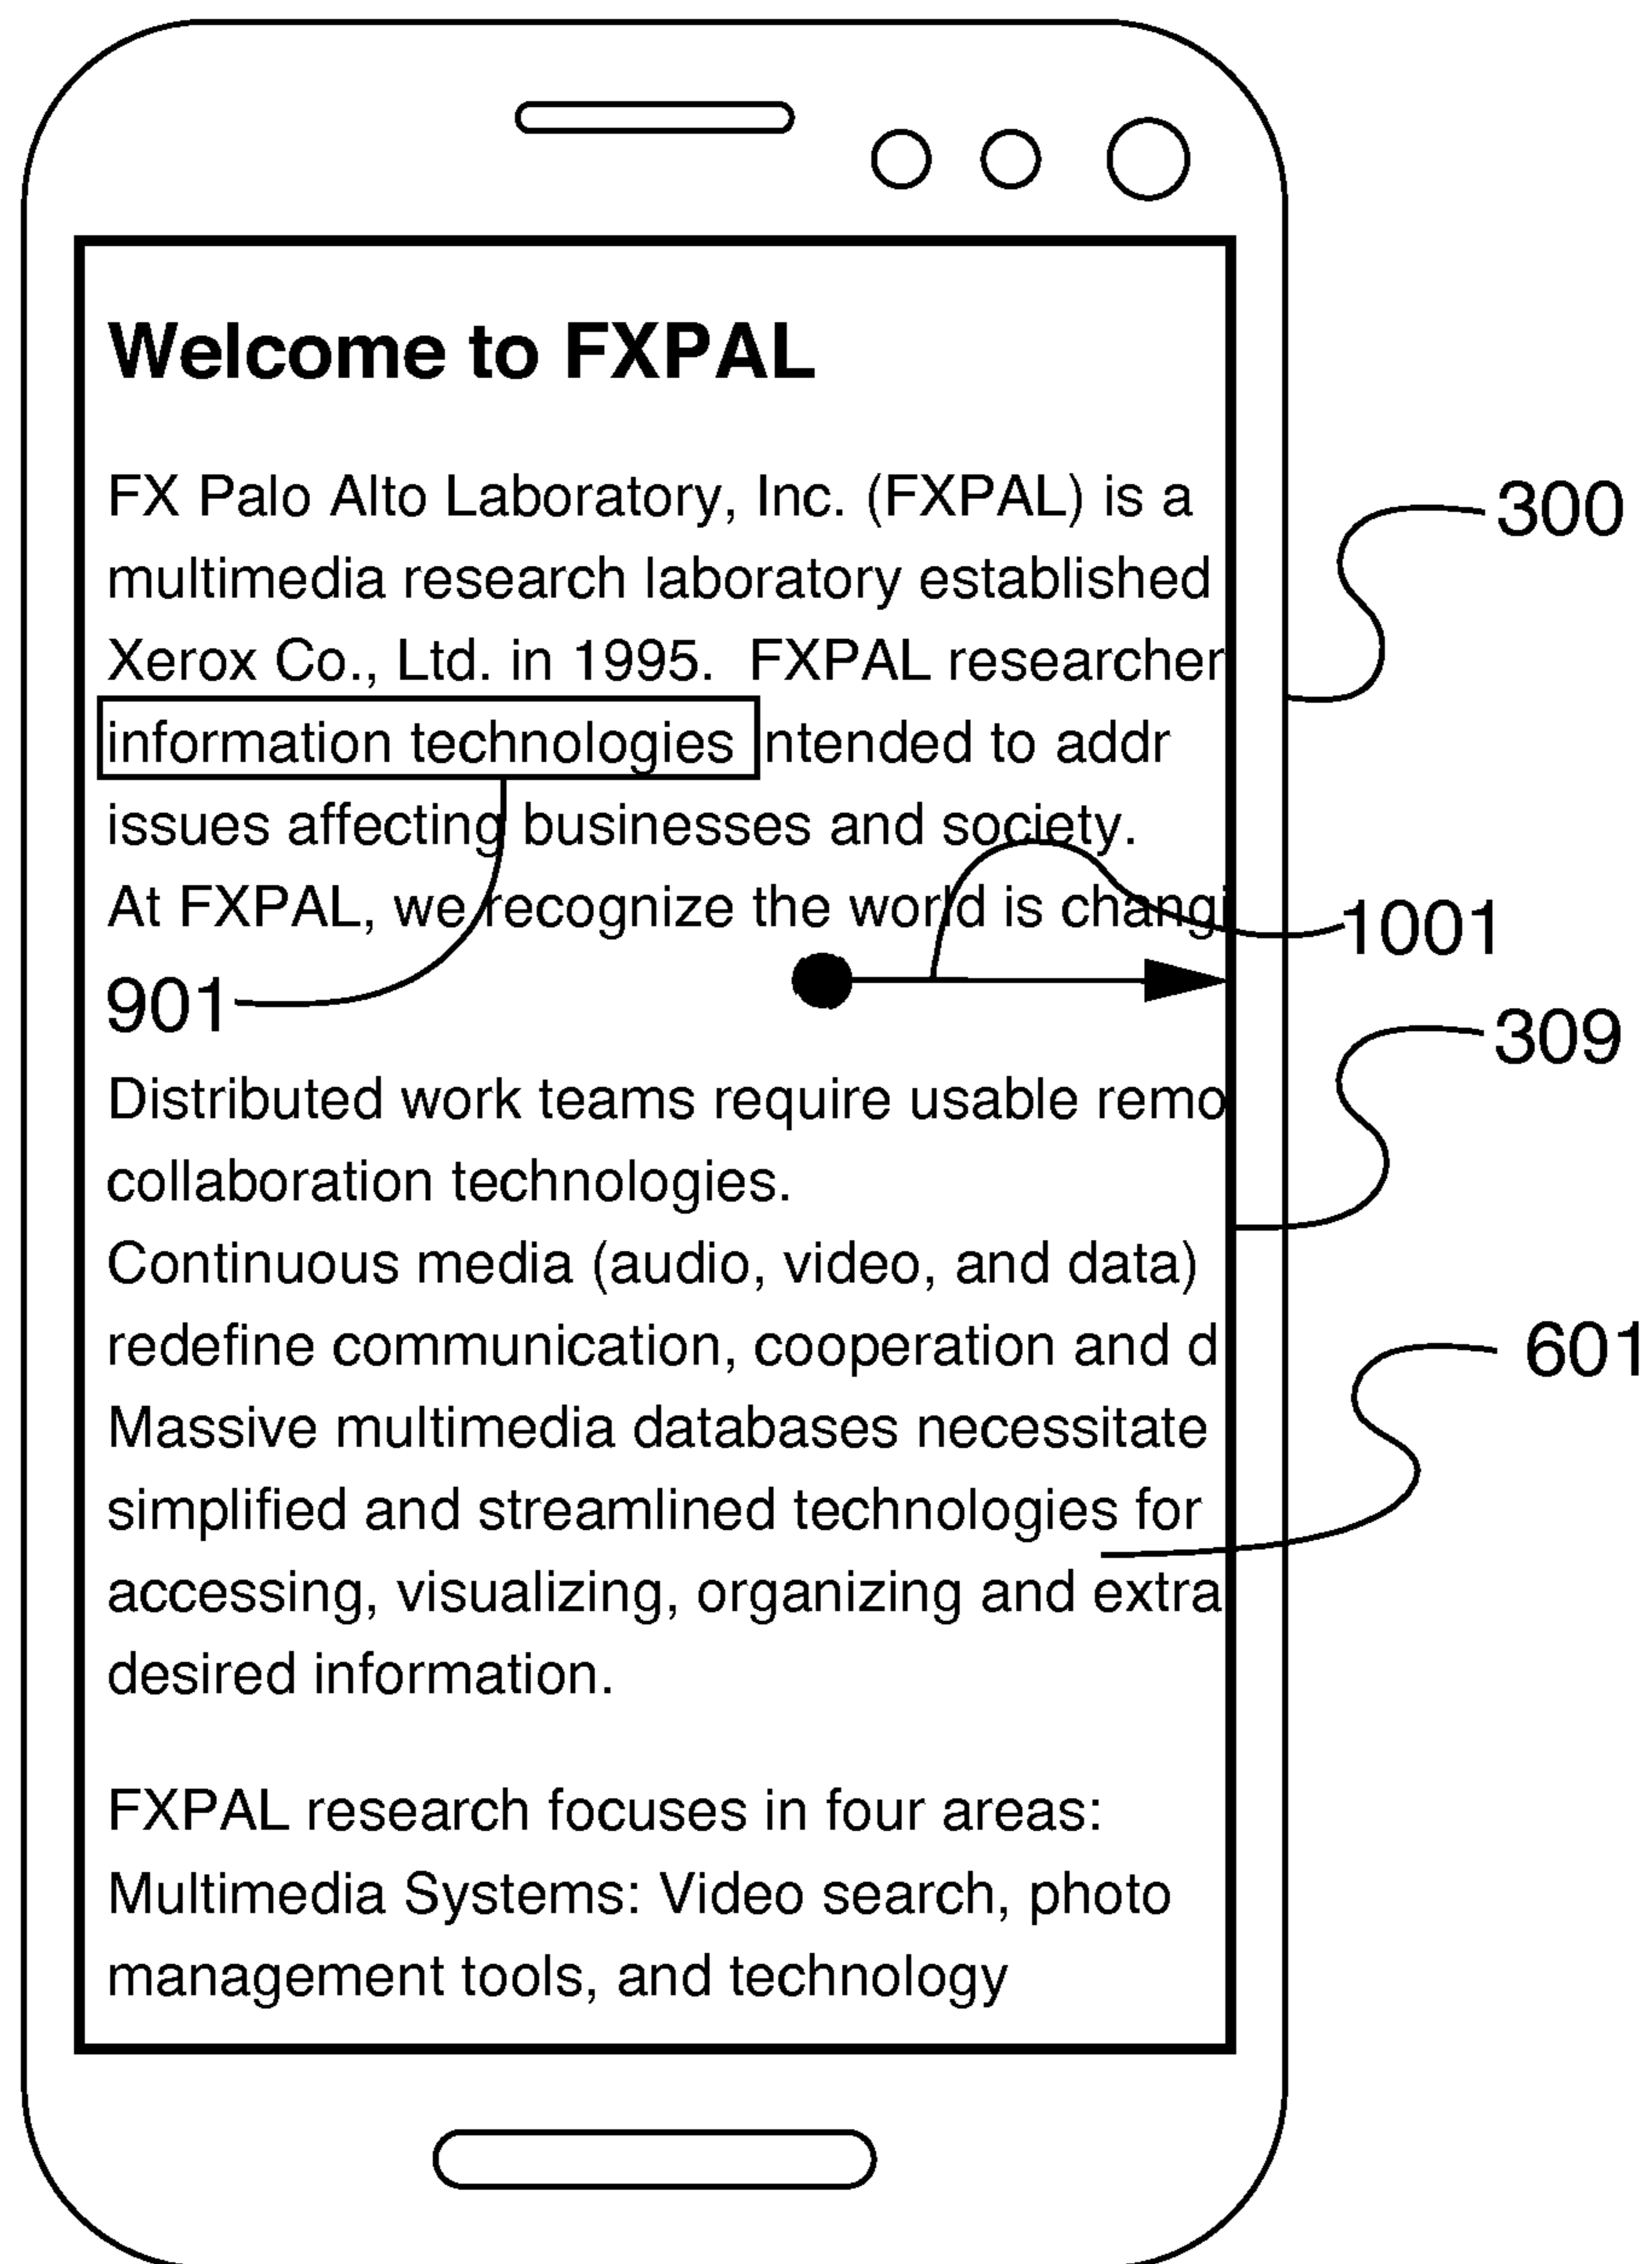 Welcome to FXPAL
FX Palo Alto Laboratory, Inc. (FXPAL) is a
multimedia research laboratory established
Xerox Co., Ltd. in 1995. FXPAL researcher
information technologies ntended to addr
issues affecting businesses and society.
At FXPAL, we recognize the world is changi
Distributed work teams require usable remo
collaboration technologies.
Continuous media (audio, video, and data)
redefine communication, cooperation and d
Massive multimedia databases necessitate
simplified and streamlined technologies for
accessing, visualizing, organizing and extra
desired information.
FXPAL research focuses in four areas:
Multimedia Systems: Video search, photo
management tools, and technology
300
1001
901
309
601